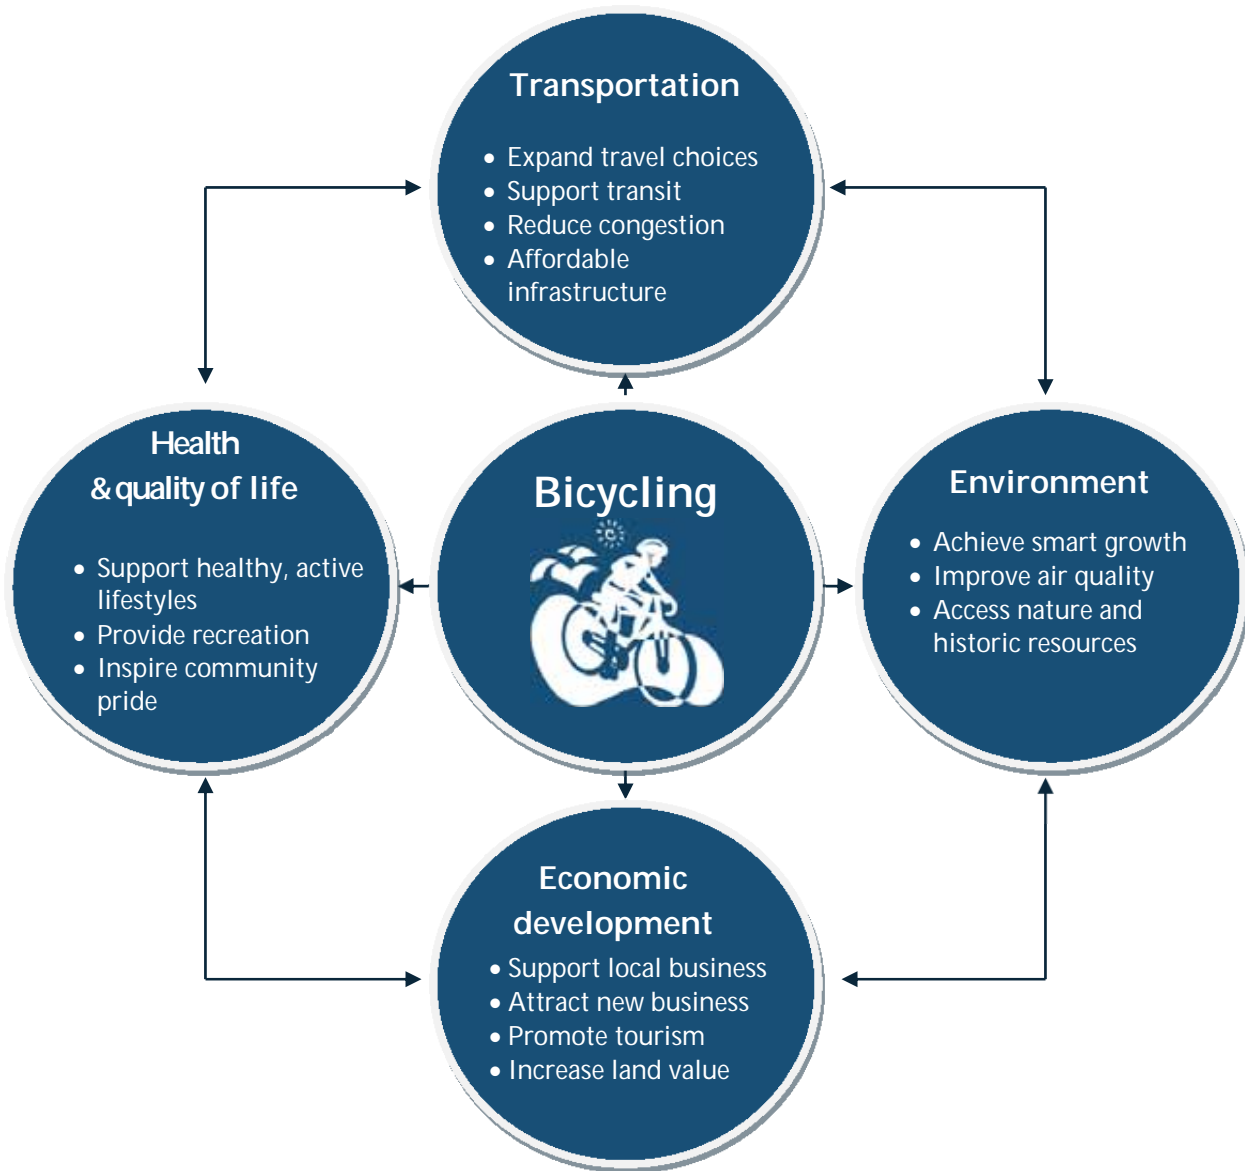 Transportation
• Expand travel choices
• Support transit
• Reduce congestion
• Affordable
infrastructure
Health
& quality of life
• Support healthy, active
lifestyles
• Provide recreation
• Inspire community
pride
Bicycling
Environment
• Achieve smart growth
• Improve air quality
• Access nature and
historic resources
Economic
development
• Support local business
• Attract new business
• Promote tourism
• Increase land value